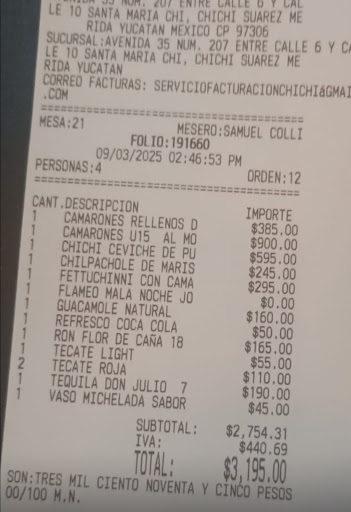 35 NUM. 207 ENTRE CALLE 6 Y CAL
LE 10 SANTA MARIA CHI, CHICHI SUAREZ ME
RIDA YUCATAN MEXICO CP 97306
SUCURSAL:AVENIDA 35 NUM. 207 ENTRE CALLE 6 Y CA
LE 10 SANTA MARIA CHI, CHICHI SUAREZ ME
RIDA YUCATAN
CORREO FACTURAS: SERVICIOFACTURACIONCHICHI@GMAI
.COM
MESA:21 MESERO:SAMUEL COLLI
FOLIO:191660
09/03/2025 02:46:53 PM
PERSONAS:4 ORDEN:12
CANT.DESCRIPCION IMPORTE
1 CAMARONES RELLENOS D $385.00
1 CAMARONES U15 AL MO $900.00
1 CHICHI CEVICHE DE PU $595.00
1 CHILPACHOLE DE MARIS $245.00
1 FETTUCHINNI CON CAMA $295.00
1 FLAMEO MALA NOCHE JO $0.00
1 GUACAMOLE NATURAL $160.00
1 REFRESCO COCA COLA $50.00
1 RON FLOR DE CAÑA 18 $165.00
1 TECATE LIGHT $55.00
2 TECATE ROJA $110.00
1 TEQUILA DON JULIO 7 $190.00
1 VASO MICHELADA SABOR $45.00
SUBTOTAL: $2,754.31
IVA: $440.69
TOTAL: $3,195.00
SON:TRES MIL CIENTO NOVENTA Y CINCO PESOS
00/100 M.N.